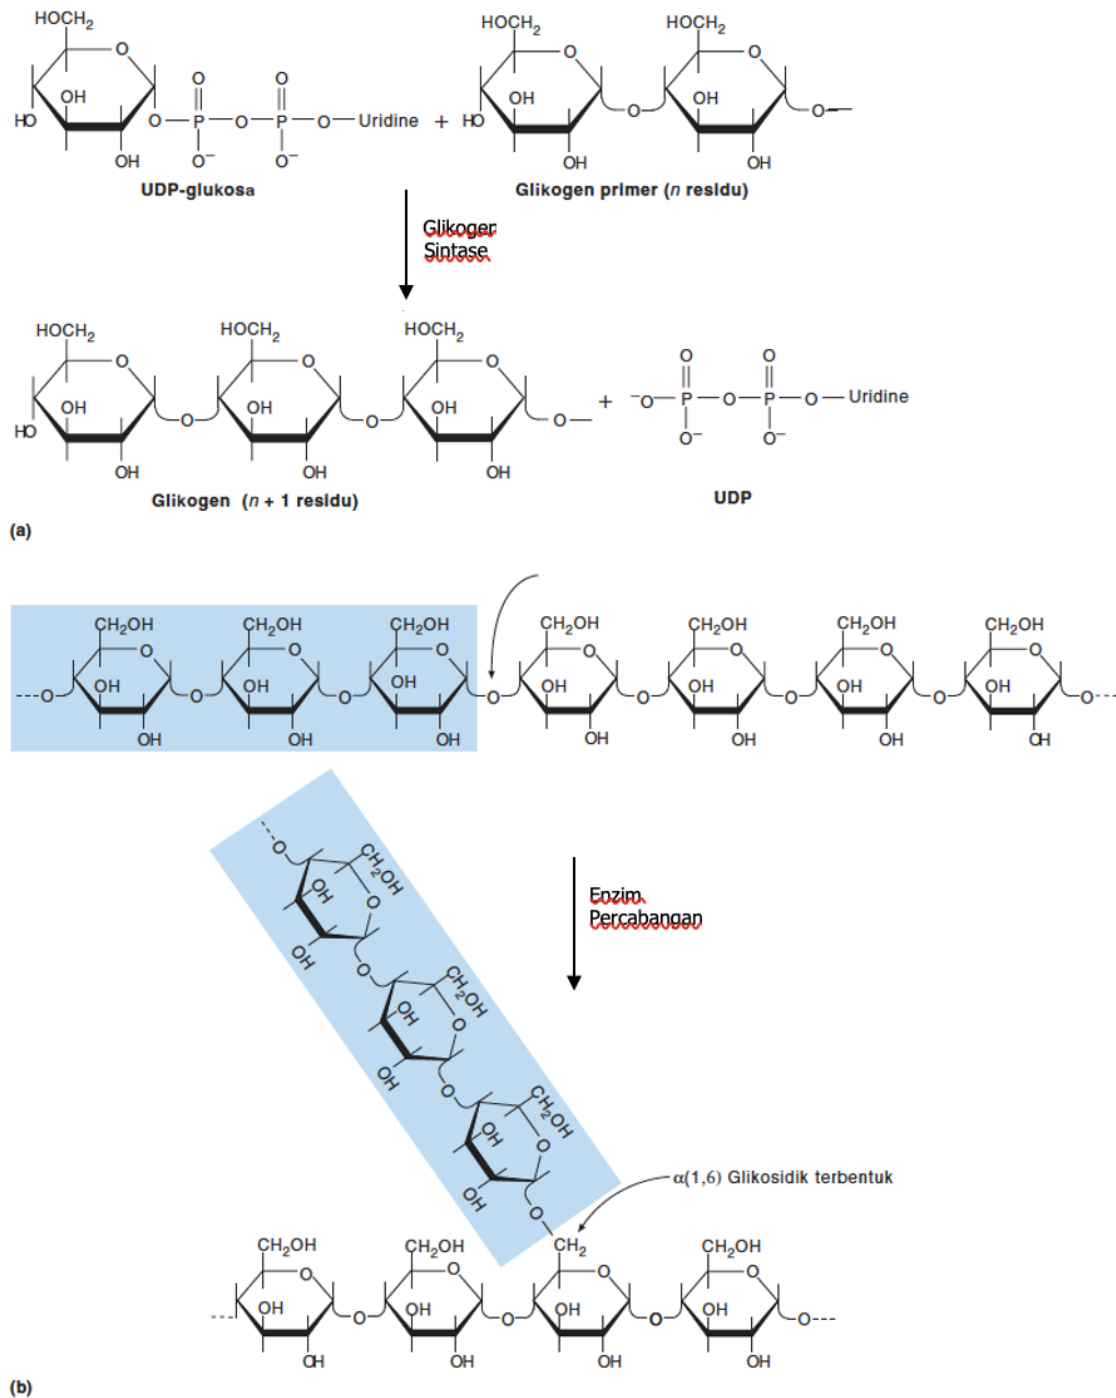 HOCH2 HOCH2 HOCH2
O O O O O
OH OH OH
HO O—P—O—P—O—Uridine + HO O O—
OH O– O– OH OH
UDP-glukosa Glikogen primer (n residu)
Glikogen
Sintase
HOCH2 HOCH2 HOCH2
O O O O O
OH OH OH + –O—P—O—P—O—Uridine
HO O O O— O– O–
OH OH OH
Glikogen (n + 1 residu) UDP
(a)
CH2OH CH2OH CH2OH CH2OH CH2OH CH2OH CH2OH
O O O O O O O
OH OH OH OH OH OH OH
---O O O O O O O O---
OH OH OH OH OH OH OH
O CH2OH
OH O
OH
O CH2OH
OH O
OH
O CH2OH
OH O
OH
O
Enzim
Percabangan
α(1,6) Glikosidik terbentuk
CH2OH CH2OH CH2 CH2OH
O O O O
OH OH OH OH
--- O O O O---
OH OH OH OH
(b)